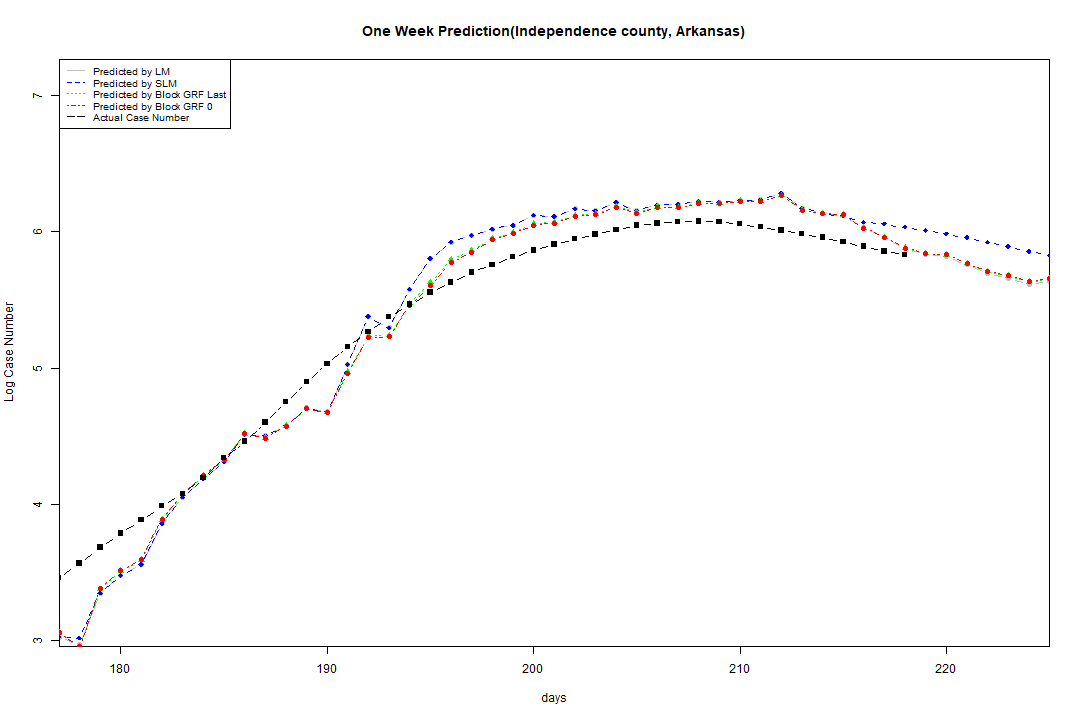 One Week Prediction(Independence county, Arkansas)
Predicted by LM
Predicted by SLM
Predicted by Block GRF Last
Predicted by Block GRF 0
Actual Case Number
7
6
5
4
3
Log Case Number
180 190 200 210 220
days